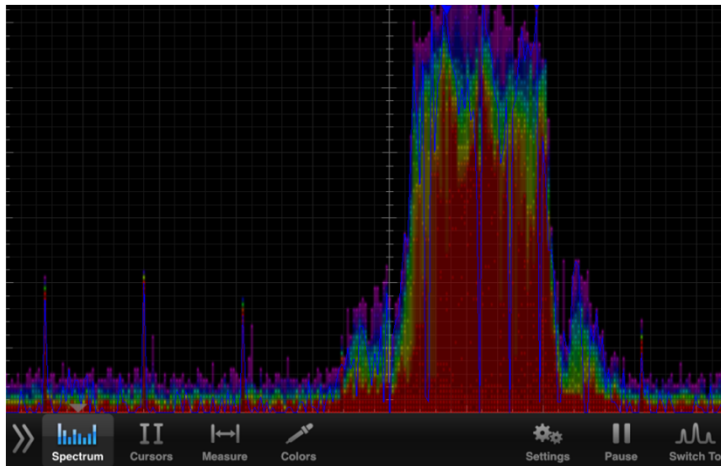 Spectrum
Cursors
Measure
Colors
Settings
Pause
Switch To